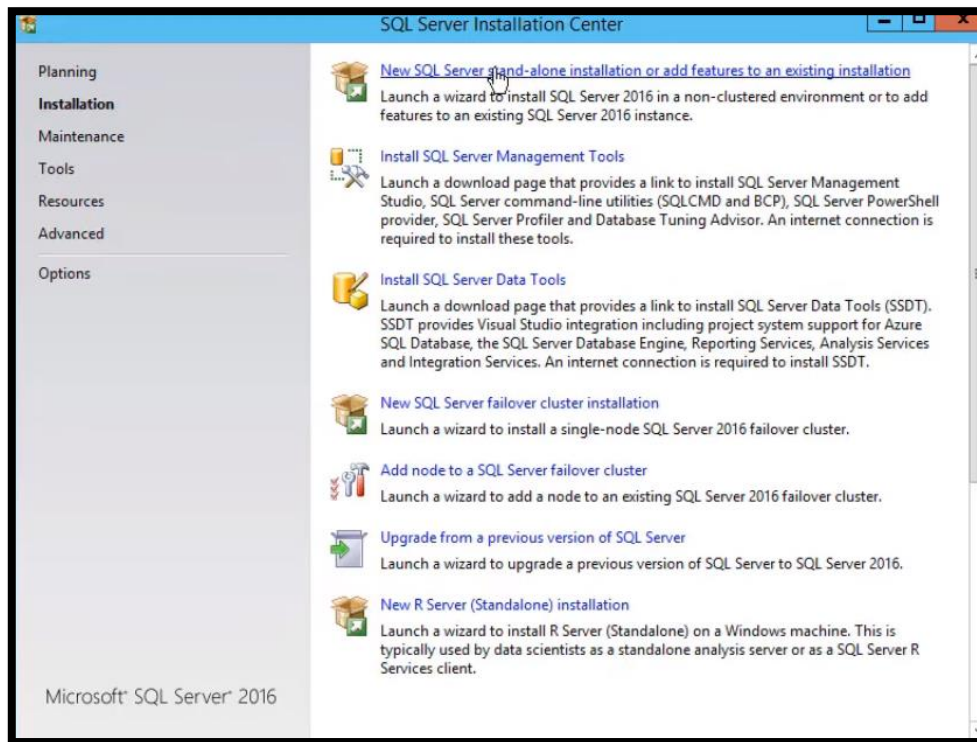 SQL Server Installation Center
Planning
Installation
Maintenance
Tools
Resources
Advanced
Options
New SQL Server stand-alone installation or add features to an existing installation
Launch a wizard to install SQL Server 2016 in a non-clustered environment or to add
features to an existing SQL Server 2016 instance.
Install SQL Server Management Tools
Launch a download page that provides a link to install SQL Server Management
Studio, SQL Server command-line utilities (SQLCMD and BCP), SQL Server PowerShell
provider, SQL Server Profiler and Database Tuning Advisor. An internet connection is
required to install these tools.
Install SQL Server Data Tools
Launch a download page that provides a link to install SQL Server Data Tools (SSDT).
SSDT provides Visual Studio integration including project system support for Azure
SQL Database, the SQL Server Database Engine, Reporting Services, Analysis Services
and Integration Services. An internet connection is required to install SSDT.
New SQL Server failover cluster installation
Launch a wizard to install a single-node SQL Server 2016 failover cluster.
Add node to a SQL Server failover cluster
Launch a wizard to add a node to an existing SQL Server 2016 failover cluster.
Upgrade from a previous version of SQL Server
Launch a wizard to upgrade a previous version of SQL Server to SQL Server 2016.
New R Server (Standalone) installation
Launch a wizard to install R Server (Standalone) on a Windows machine. This is
typically used by data scientists as a standalone analysis server or as a SQL Server R
Services client.
Microsoft SQL Server 2016